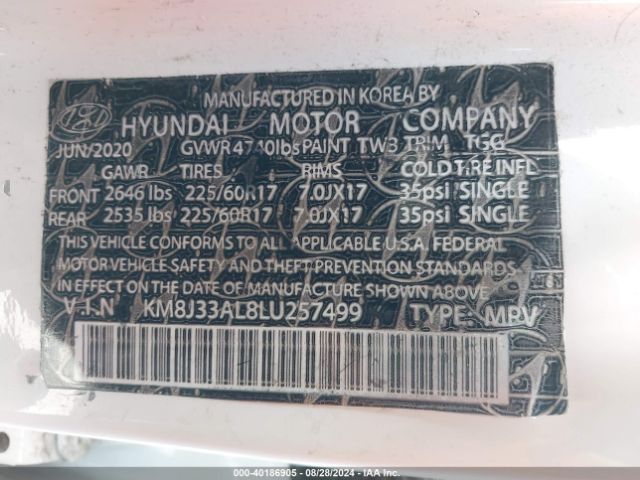 MANUFACTURED IN KOREA BY
HYUNDAI MOTOR COMPANY
JUN/2020 GVWR 4740lbs PAINT TW3 TRIM TGG
GAWR TIRES RIMS COLD TIRE INFL
FRONT 2646 lbs 225/60R17 7.0JX17 35psi SINGLE
REAR 2535 lbs 225/60R17 7.0JX17 35psi SINGLE
THIS VEHICLE CONFORMS TO ALL APPLICABLE U.S.A. FEDERAL
MOTOR VEHICLE SAFETY AND THEFT PREVENTION STANDARDS
IN EFFECT ON THE DATE OF MANUFACTURE SHOWN ABOVE
V.I.N KM8J33AL8LU257499 TYPE: MPV
000-40186905 - 08/28/2024 - IAA Inc.